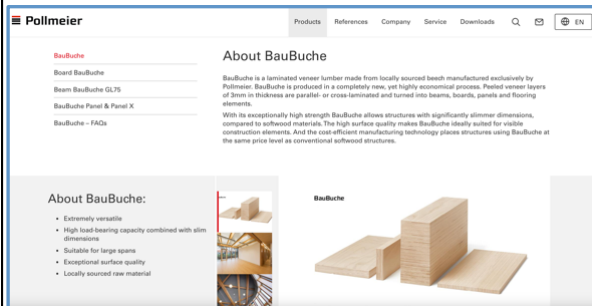 Pollmeier
Products References Company Service Downloads EN
BauBuche
Board BauBuche
Beam BauBuche GL75
BauBuche Panel & Panel X
BauBuche – FAQs
About BauBuche
BauBuche is a laminated veneer lumber made from locally sourced beech manufactured exclusively by
Pollmeier. BauBuche is produced in a completely new, yet highly economical process. Peeled veneer layers
of 3mm in thickness are parallel- or cross-laminated and turned into beams, boards, panels and flooring
elements.
With its exceptionally high strength BauBuche allows structures with significantly slimmer dimensions,
compared to softwood materials. The high surface quality makes BauBuche ideally suited for visible
construction elements. And the cost-efficient manufacturing technology places structures using BauBuche at
the same price level as conventional softwood structures.
About BauBuche:
• Extremely versatile
• High load-bearing capacity combined with slim
dimensions
• Suitable for large spans
• Exceptional surface quality
• Locally sourced raw material
BauBuche